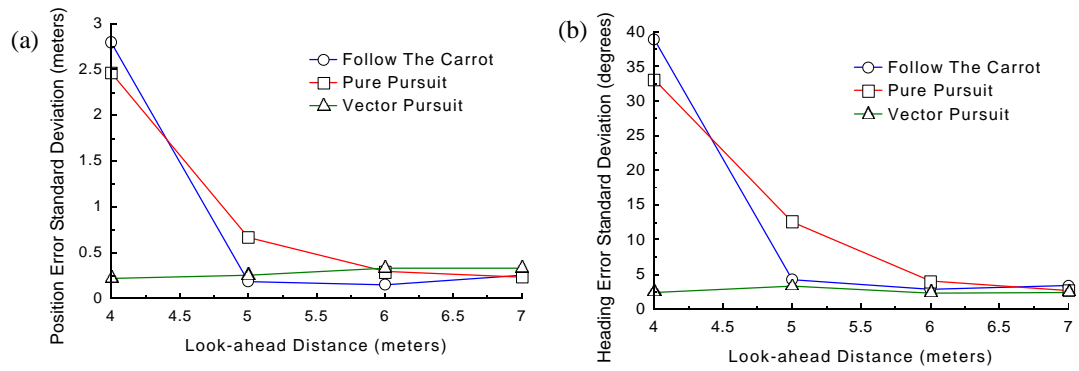 (a)
Position Error Standard Deviation (meters)
3
2.5
2
1.5
1
0.5
0
4
4.5
5
5.5
6
6.5
7
Look-ahead Distance (meters)
Follow The Carrot
Pure Pursuit
Vector Pursuit
(b)
Heading Error Standard Deviation (degrees)
40
35
30
25
20
15
10
5
0
4
4.5
5
5.5
6
6.5
7
Look-ahead Distance (meters)
Follow The Carrot
Pure Pursuit
Vector Pursuit